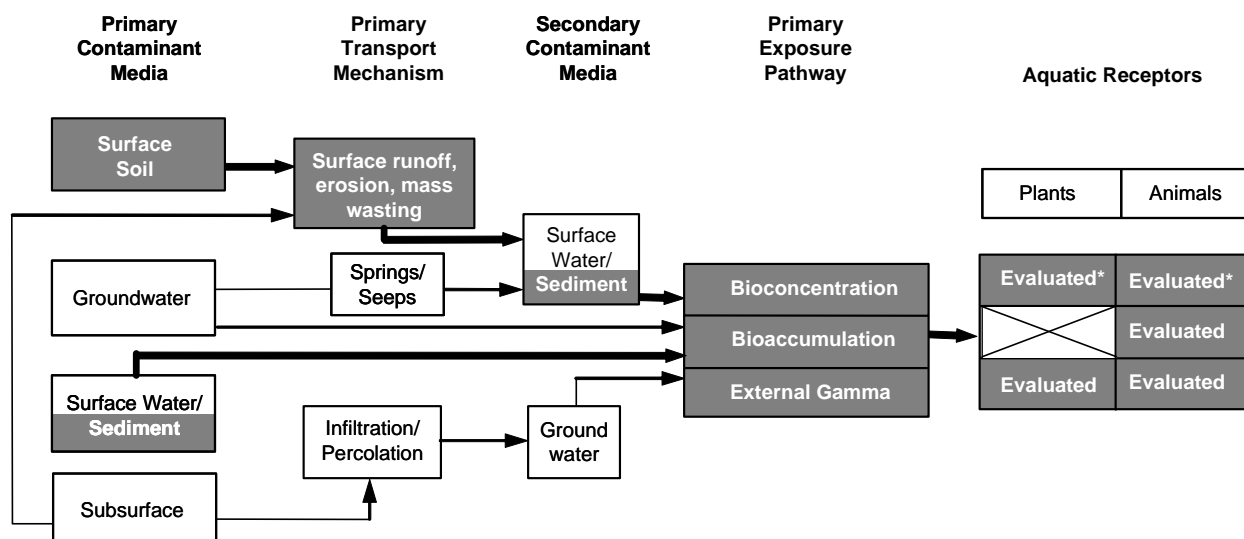 Primary
Contaminant
Media
Primary
Transport
Mechanism
Secondary
Contaminant
Media
Primary
Exposure
Pathway
Aquatic Receptors
Surface
Soil
Surface runoff,
erosion, mass
wasting
Plants
Animals
Surface
Water/
Sediment
Springs/
Seeps
Groundwater
Bioconcentration
Bioaccumulation
External Gamma
Evaluated*
Evaluated*
Evaluated
Evaluated
Evaluated
Surface Water/
Sediment
Infiltration/
Percolation
Ground
water
Subsurface